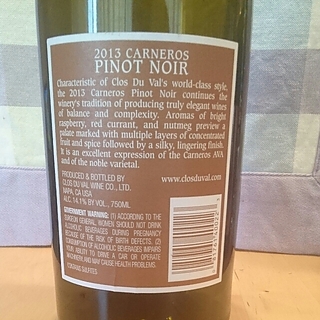 2013 CARNEROS
PINOT NOIR
Characteristic of Clos Du Val's world-class style,
the 2013 Carneros Pinot Noir continues the
winery's tradition of producing truly elegant wines
of balance and complexity. Aromas of bright
raspberry, red currant, and nutmeg preview a
palate marked with multiple layers of concentrated
fruit and spice followed by a silky, lingering finish.
It is an excellent expression of the Carneros AVA
and of the noble varietal.
PRODUCED & BOTTLED BY
CLOS DU VAL WINE CO., LTD.
NAPA, CA USA
ALC. 14.1% BY VOL., 750ML
www.closduval.com
GOVERNMENT WARNING: (1) ACCORDING TO THE
SURGEON GENERAL, WOMEN SHOULD NOT DRINK
ALCOHOLIC BEVERAGES DURING PREGNANCY
BECAUSE OF THE RISK OF BIRTH DEFECTS. (2)
CONSUMPTION OF ALCOHOLIC BEVERAGES IMPAIRS
YOUR ABILITY TO DRIVE A CAR OR OPERATE
MACHINERY, AND MAY CAUSE HEALTH PROBLEMS.
CONTAINS SULFITES